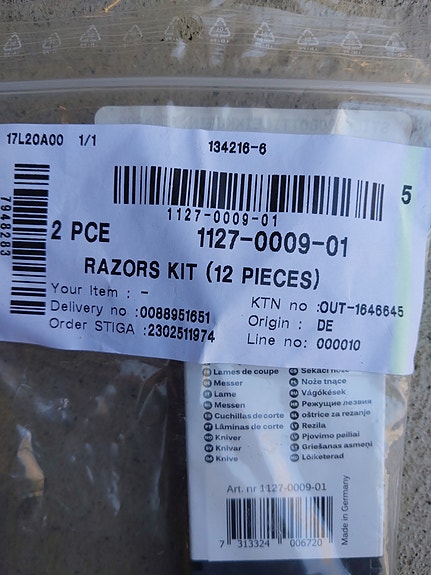 17L20A00 1/1
134216-6
5
1127-0009-01
7948283
2 PCE
1127-0009-01
RAZORS KIT (12 PIECES)
Your Item : -
KTN no :OUT-1646645
Delivery no :0088951651
Origin : DE
Order STIGA :2302511974
Line no: 000010
Lames de coupe
Messer
Lame
Messen
Cuchillas de corte
Lâminas de corte
Kniver
Knivar
Knive
Sekací nože
Noże tnące
Vágókések
Режущие лезвия
oštrice za rezanje
Rezila
Pjovimo peiliai
Griešanas asmeņi
Lõiketerad
Art. nr 1127-0009-01
7 313324 006720
Made in Germany